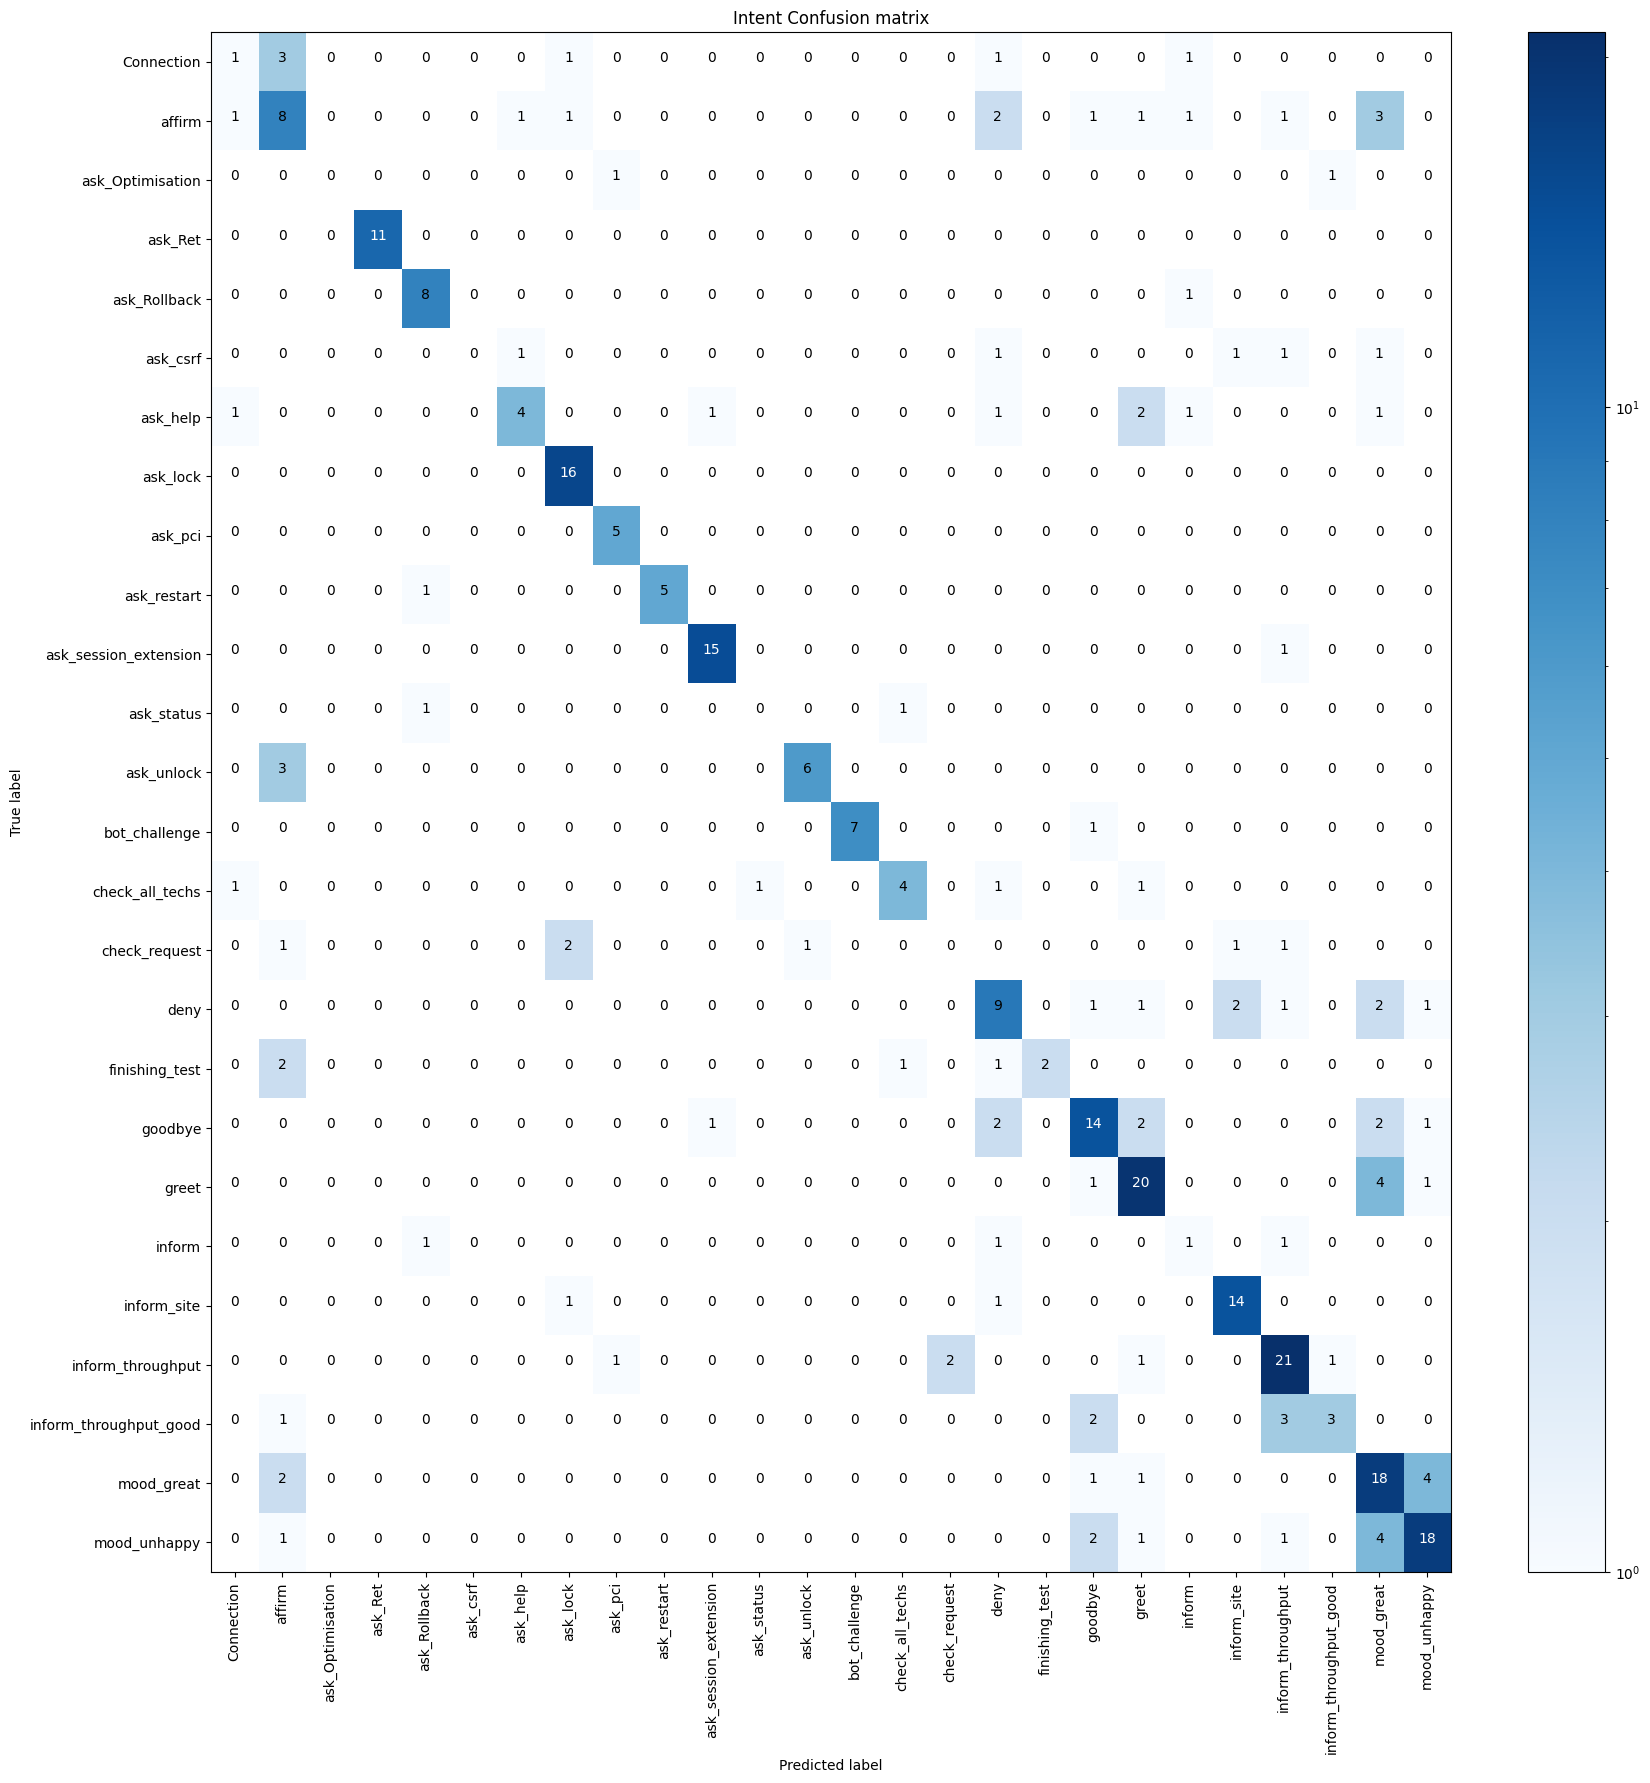 Intent Confusion matrix
Connection 1 3 0 0 0 0 0 1 0 0 0 0 0 0 0 0 1 0 0 0 1 0 0 0 0 0
affirm 1 8 0 0 0 0 1 1 0 0 0 0 0 0 0 0 2 0 1 1 1 0 1 0 3 0
ask_Optimisation 0 0 0 0 0 0 0 0 1 0 0 0 0 0 0 0 0 0 0 0 0 0 0 1 0 0
ask_Ret 0 0 0 11 0 0 0 0 0 0 0 0 0 0 0 0 0 0 0 0 0 0 0 0 0 0
ask_Rollback 0 0 0 0 8 0 0 0 0 0 0 0 0 0 0 0 0 0 0 0 1 0 0 0 0 0
ask_csrf 0 0 0 0 0 0 1 0 0 0 0 0 0 0 0 0 1 0 0 0 0 1 1 0 1 0
ask_help 1 0 0 0 0 0 4 0 0 0 1 0 0 0 0 0 1 0 0 2 1 0 0 0 1 0
ask_lock 0 0 0 0 0 0 0 16 0 0 0 0 0 0 0 0 0 0 0 0 0 0 0 0 0 0
ask_pci 0 0 0 0 0 0 0 0 5 0 0 0 0 0 0 0 0 0 0 0 0 0 0 0 0 0
ask_restart 0 0 0 0 1 0 0 0 0 5 0 0 0 0 0 0 0 0 0 0 0 0 0 0 0 0
ask_session_extension 0 0 0 0 0 0 0 0 0 0 15 0 0 0 0 0 0 0 0 0 0 0 1 0 0 0
ask_status 0 0 0 0 1 0 0 0 0 0 0 0 0 0 1 0 0 0 0 0 0 0 0 0 0 0
ask_unlock 0 3 0 0 0 0 0 0 0 0 0 0 6 0 0 0 0 0 0 0 0 0 0 0 0 0
bot_challenge 0 0 0 0 0 0 0 0 0 0 0 0 0 7 0 0 0 0 1 0 0 0 0 0 0 0
check_all_techs 1 0 0 0 0 0 0 0 0 0 0 1 0 0 4 0 1 0 0 1 0 0 0 0 0 0
check_request 0 1 0 0 0 0 0 2 0 0 0 0 1 0 0 0 0 0 0 0 0 1 1 0 0 0
deny 0 0 0 0 0 0 0 0 0 0 0 0 0 0 0 0 9 0 1 1 0 2 1 0 2 1
finishing_test 0 2 0 0 0 0 0 0 0 0 0 0 0 0 1 0 1 2 0 0 0 0 0 0 0 0
goodbye 0 0 0 0 0 0 0 0 0 0 1 0 0 0 0 0 2 0 14 2 0 0 0 0 2 1
greet 0 0 0 0 0 0 0 0 0 0 0 0 0 0 0 0 0 0 1 20 0 0 0 0 4 1
inform 0 0 0 0 1 0 0 0 0 0 0 0 0 0 0 0 1 0 0 0 1 0 1 0 0 0
inform_site 0 0 0 0 0 0 0 1 0 0 0 0 0 0 0 0 1 0 0 0 0 14 0 0 0 0
inform_throughput 0 0 0 0 0 0 0 0 1 0 0 0 0 0 0 2 0 0 0 1 0 0 21 1 0 0
inform_throughput_good 0 1 0 0 0 0 0 0 0 0 0 0 0 0 0 0 0 0 2 0 0 0 3 3 0 0
mood_great 0 2 0 0 0 0 0 0 0 0 0 0 0 0 0 0 0 0 1 1 0 0 0 0 18 4
mood_unhappy 0 1 0 0 0 0 0 0 0 0 0 0 0 0 0 0 0 0 2 1 0 0 1 0 4 18
True label
Connection
affirm
ask_Optimisation
ask_Ret
ask_Rollback
ask_csrf
ask_help
ask_lock
ask_pci
ask_restart
ask_session_extension
ask_status
ask_unlock
bot_challenge
check_all_techs
check_request
deny
finishing_test
goodbye
greet
inform
inform_site
inform_throughput
inform_throughput_good
mood_great
mood_unhappy
Predicted label
10¹
10⁰